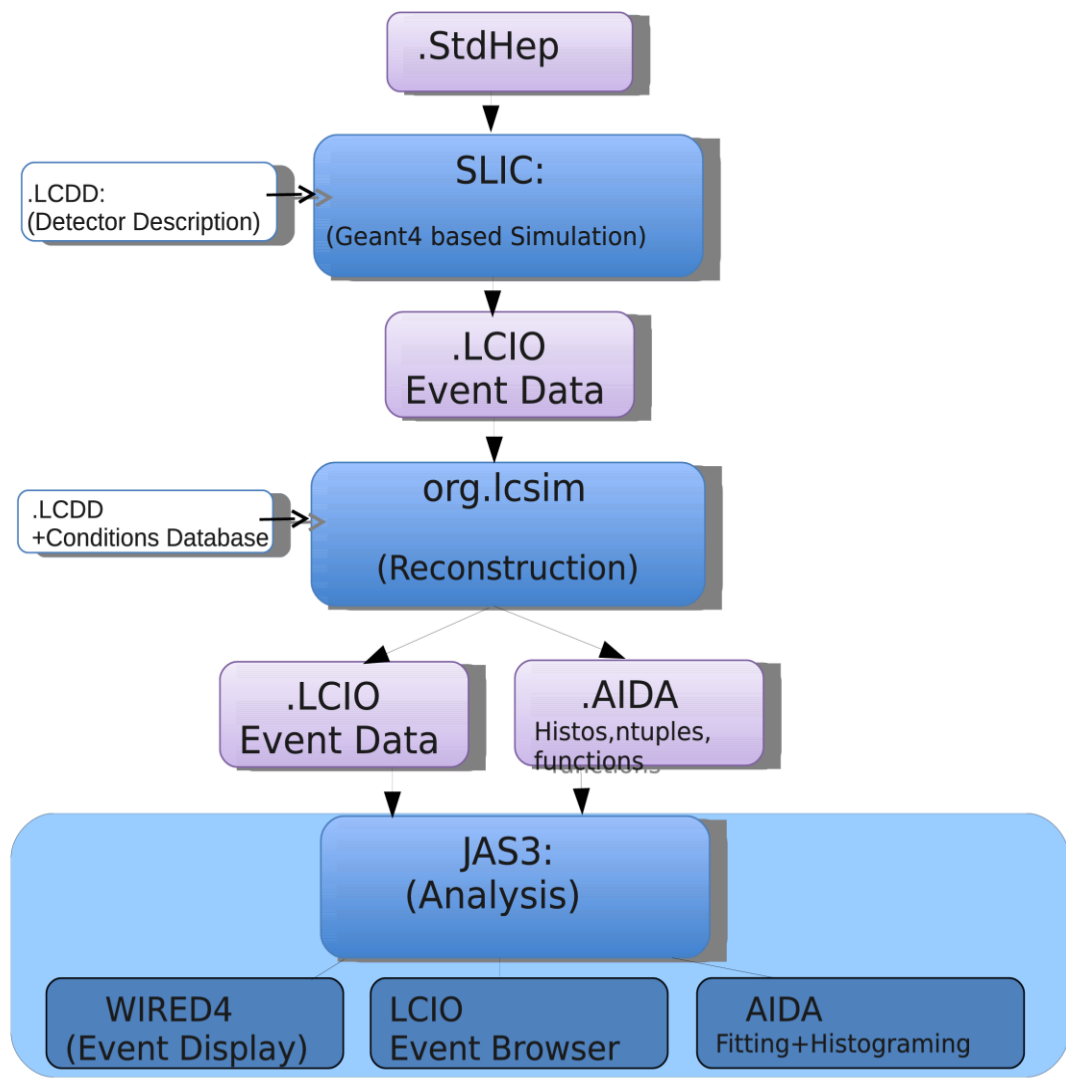 .StdHep
SLIC:
(Geant4 based Simulation)
.LCDD:
(Detector Description)
.LCIO
Event Data
org.lcsim
(Reconstruction)
.LCDD
+Conditions Database
.LCIO
Event Data
.AIDA
Histos,ntuples,
functions
JAS3:
(Analysis)
WIRED4
(Event Display)
LCIO
Event Browser
AIDA
Fitting+Histograming